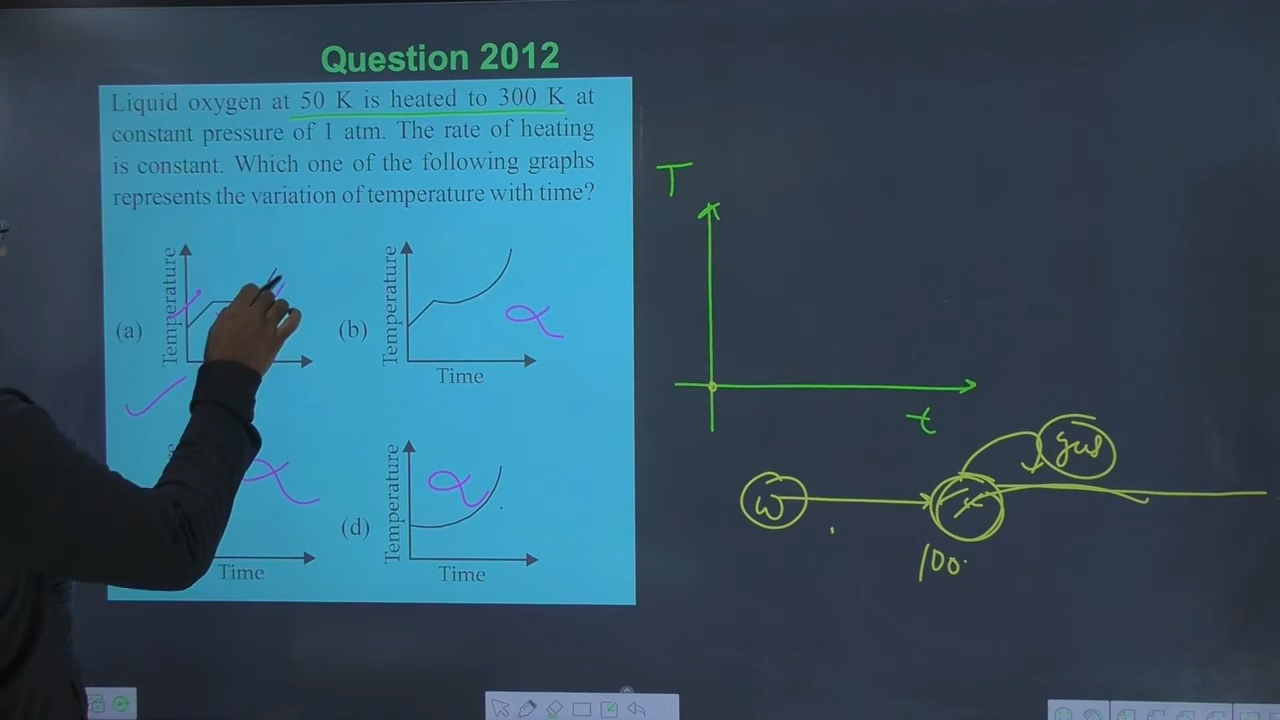 Question 2012
Liquid oxygen at 50 K is heated to 300 K at
constant pressure of 1 atm. The rate of heating
is constant. Which one of the following graphs
represents the variation of temperature with time?
(a)
Temperature
(b)
Temperature
Time
Time
(d)
Temperature
Time
T
t
w
gas
100